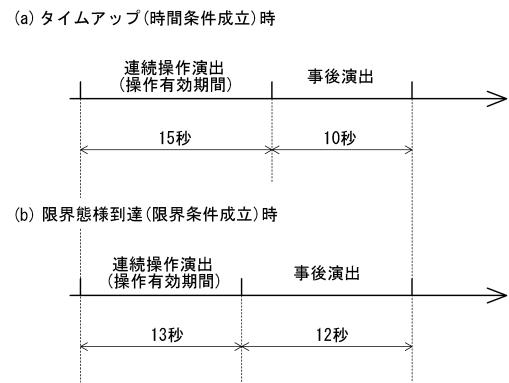 (a) タイムアップ(時間条件成立)時
連続操作演出
(操作有効期間)
事後演出
15秒
10秒
(b) 限界態様到達(限界条件成立)時
連続操作演出
(操作有効期間)
事後演出
13秒
12秒